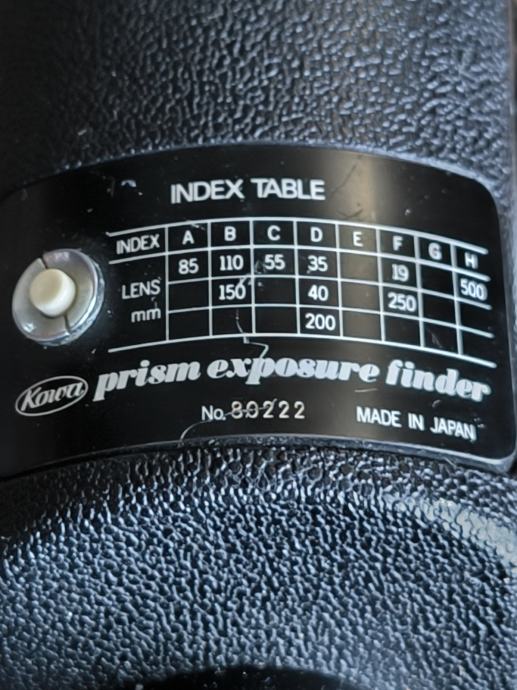 INDEX TABLE
INDEX A B C D E F G H
LENS mm 85 110 55 35 19 500
150 40 250
200
Kowa prism exposure finder
No. 80222 MADE IN JAPAN